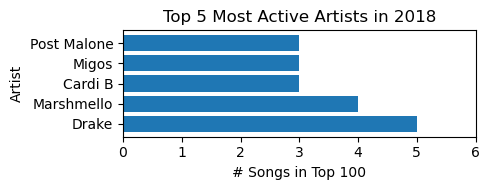 Top 5 Most Active Artists in 2018
Artist
Post Malone
Migos
Cardi B
Marshmello
Drake
0 1 2 3 4 5 6
# Songs in Top 100